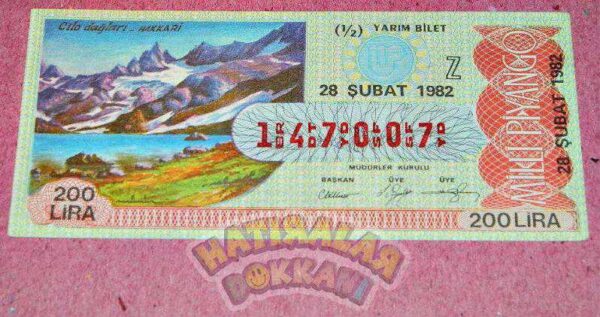 Cilo dağları - HAKKARİ
(½) YARIM BİLET
Z
28 ŞUBAT 1982
147007
MÜDÜRLER KURULU
BAŞKAN ÜYE ÜYE
200
LİRA
200 LİRA
MİLLİ PİYANGO
28 ŞUBAT 1982
HATIRALAR
DÜKKANI